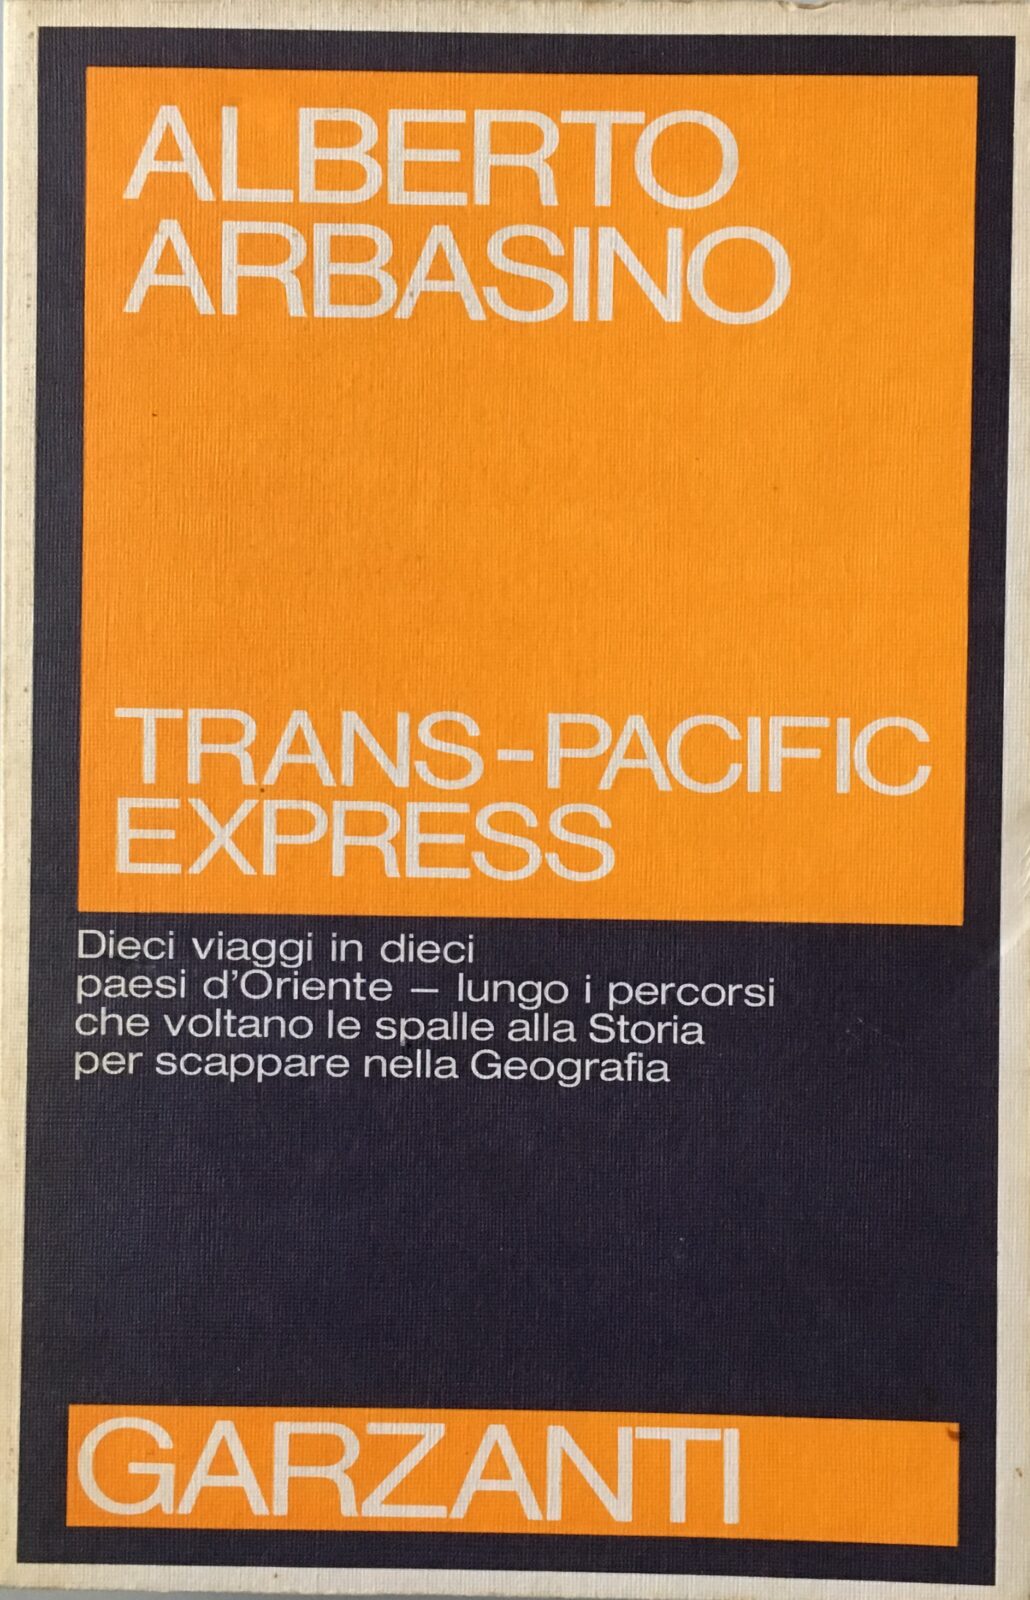 ALBERTO
ARBASINO
TRANS-PACIFIC
EXPRESS
Dieci viaggi in dieci
paesi d'Oriente – lungo i percorsi
che voltano le spalle alla Storia
per scappare nella Geografia
GARZANTI